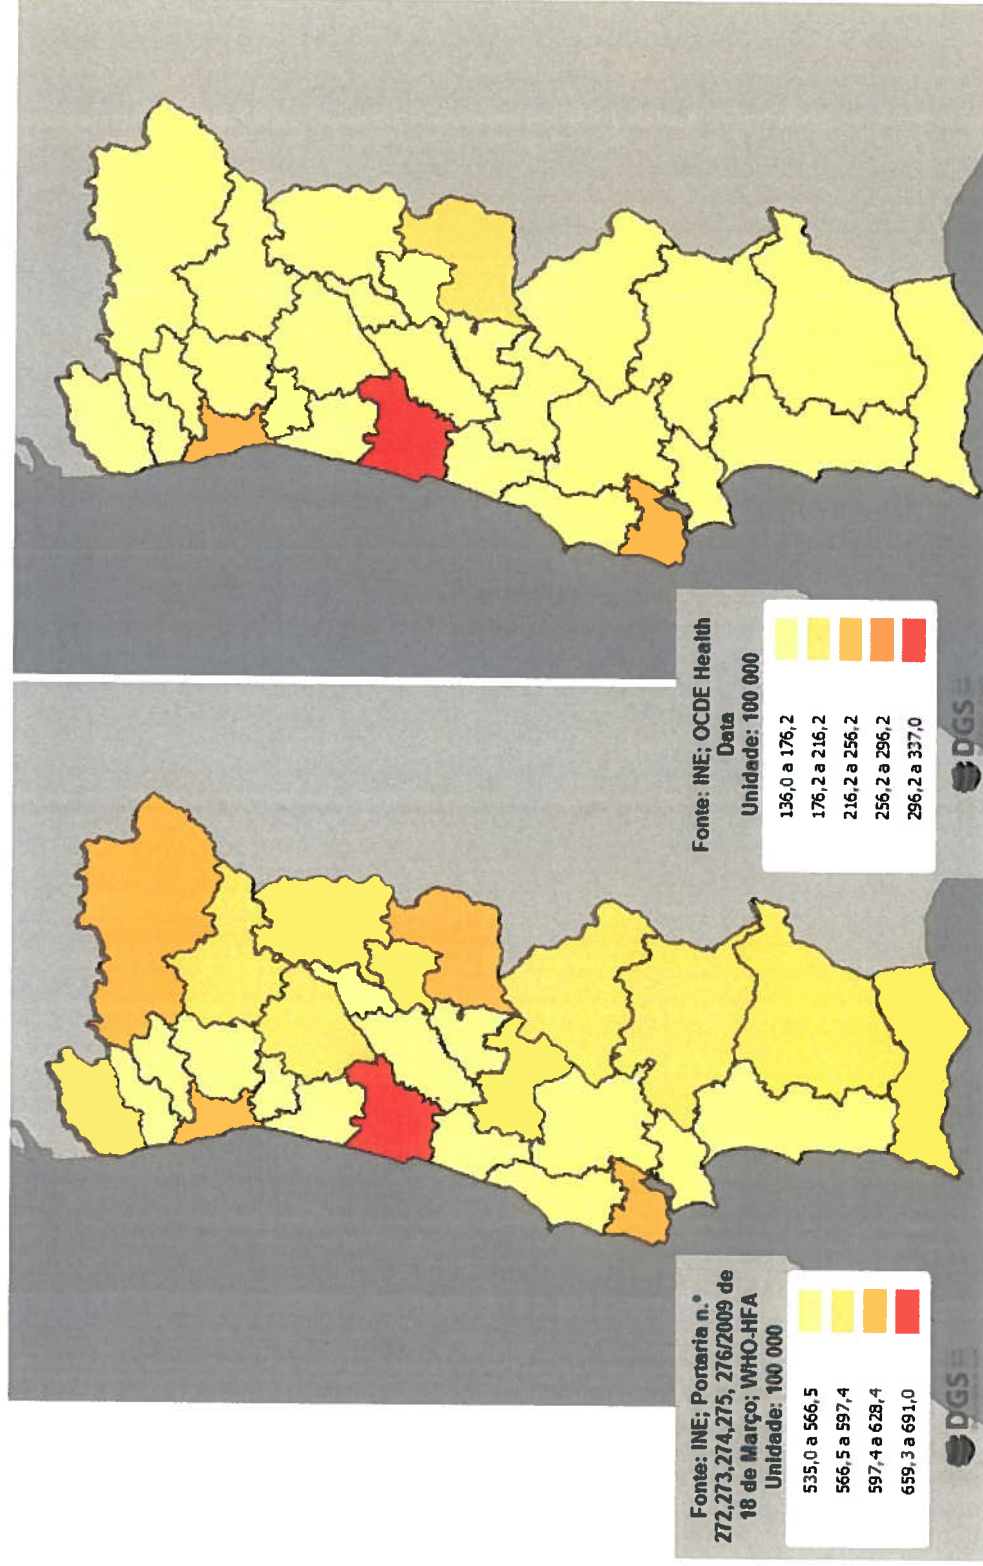 Fonte: INE; OCDE Health
Data
Unidade: 100 000
136,0 a 176,2
176,2 a 216,2
216,2 a 256,2
256,2 a 296,2
296,2 a 337,0
DGS
Fonte: INE; Portaria n.º
272,273,274,275, 276/2009 de
18 de Março; WHO-HFA
Unidade: 100 000
535,0 a 566,5
566,5 a 597,4
597,4 a 628,4
659,3 a 691,0
DGS